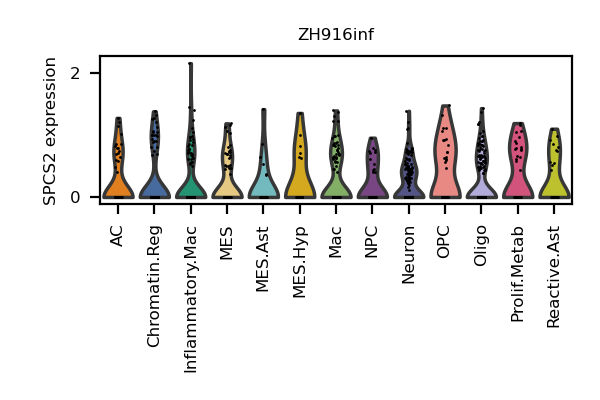 ZH916inf
SPCS2 expression
2
0
AC
Chromatin.Reg
Inflammatory.Mac
MES
MES.Ast
MES.Hyp
Mac
NPC
Neuron
OPC
Oligo
Prolif.Metab
Reactive.Ast